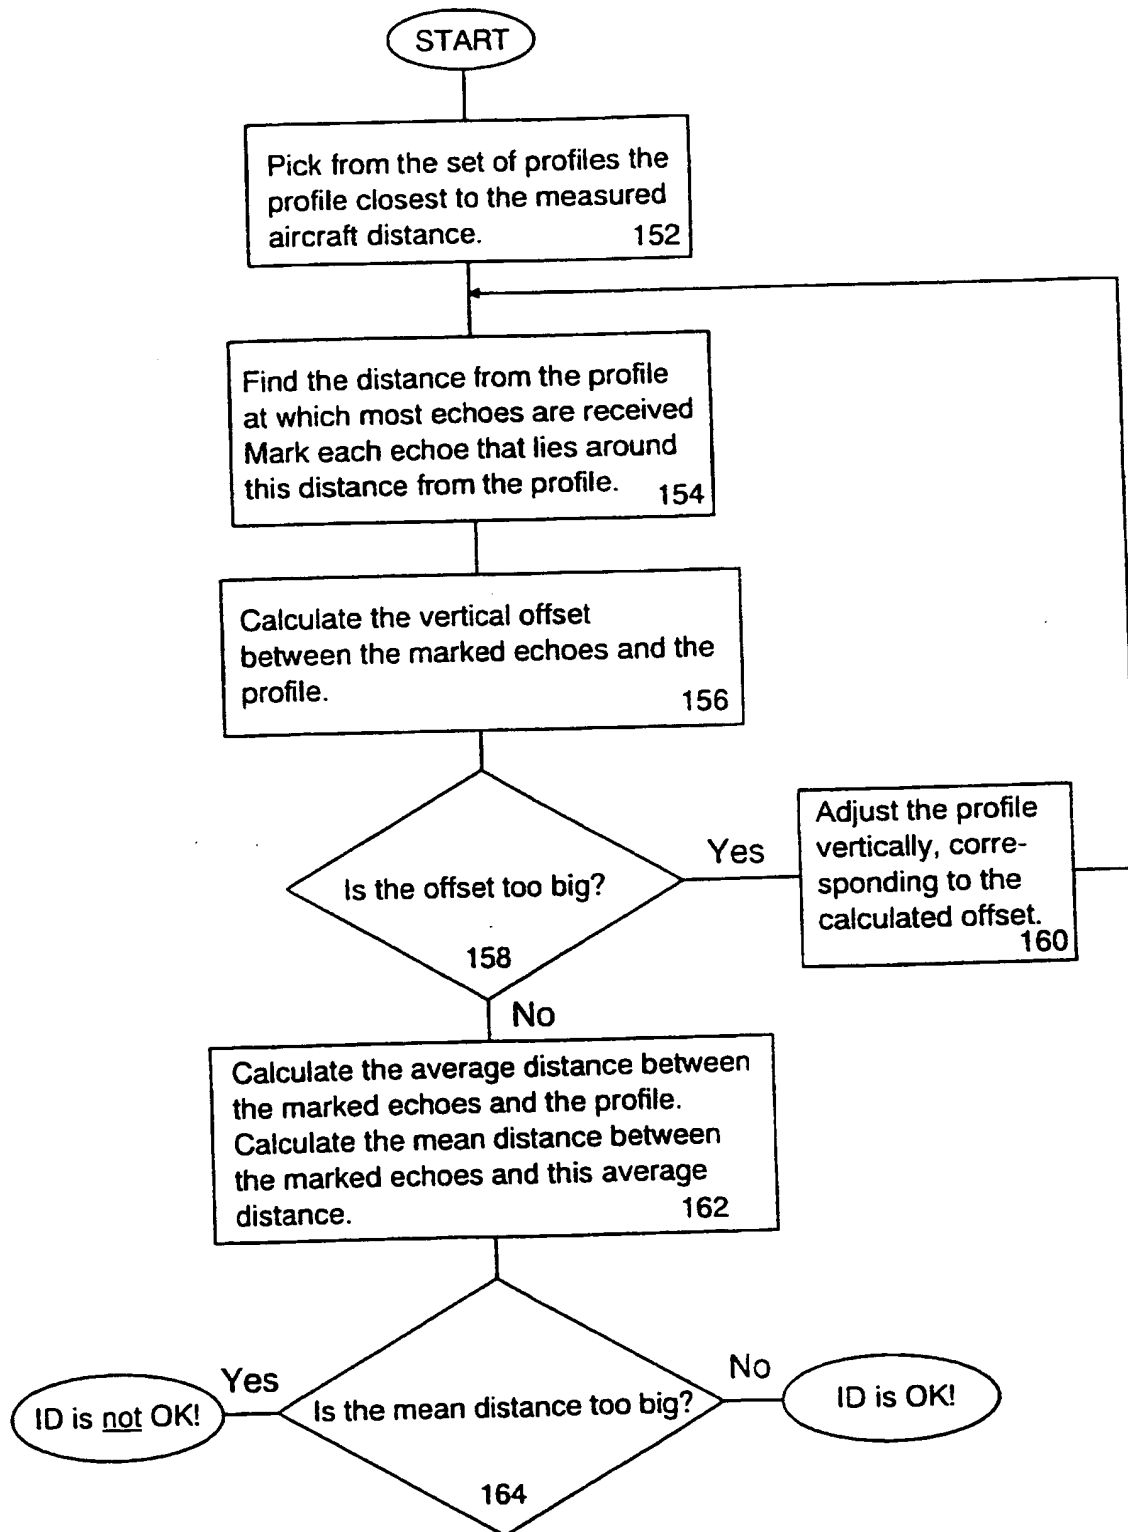 START
Pick from the set of profiles the
profile closest to the measured
aircraft distance. 152
Find the distance from the profile
at which most echoes are received
Mark each echoe that lies around
this distance from the profile. 154
Calculate the vertical offset
between the marked echoes and the
profile. 156
Is the offset too big?
158
Yes
Adjust the profile
vertically, corre-
sponding to the
calculated offset.
160
No
Calculate the average distance between
the marked echoes and the profile.
Calculate the mean distance between
the marked echoes and this average
distance. 162
Is the mean distance too big?
164
Yes
ID is not OK!
No
ID is OK!